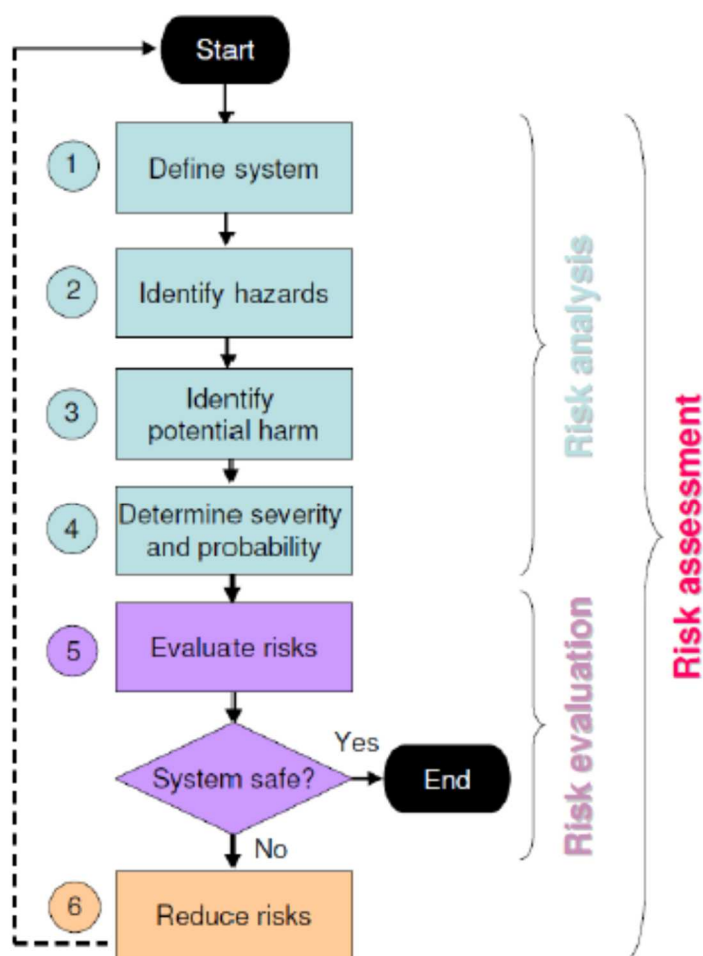 Start
1
Define system
2
Identify hazards
3
Identify
potential harm
4
Determine severity
and probability
5
Evaluate risks
System safe?
Yes
End
No
6
Reduce risks
Risk analysis
Risk evaluation
Risk assessment